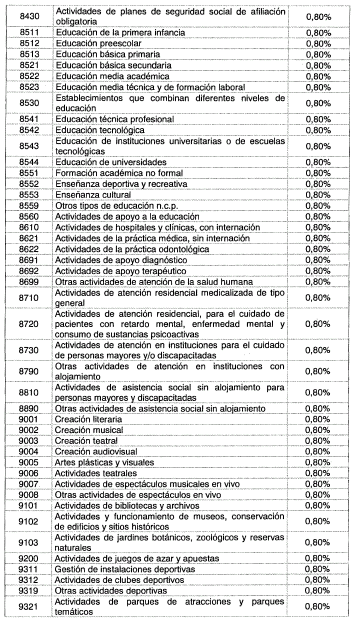 8430 Actividades de planes de seguridad social de afiliación 0,80%
obligatoria
8511 Educación de la primera infancia 0,80%
8512 Educación preescolar 0,80%
8513 Educación básica primaria 0,80%
8521 Educación básica secundaria 0,80%
8522 Educación media académica 0,80%
8523 Educación media técnica y de formación laboral 0,80%
8530 Establecimientos que combinan diferentes niveles de 0,80%
educación
8541 Educación técnica profesional 0,80%
8542 Educación tecnológica 0,80%
8543 Educación de instituciones universitarias o de escuelas 0,80%
tecnológicas
8544 Educación de universidades 0,80%
8551 Formación académica no formal 0,80%
8552 Enseñanza deportiva y recreativa 0,80%
8553 Enseñanza cultural 0,80%
8559 Otros tipos de educación n.c.p. 0,80%
8560 Actividades de apoyo a la educación 0,80%
8610 Actividades de hospitales y clínicas, con internación 0,80%
8621 Actividades de la práctica médica, sin internación 0,80%
8622 Actividades de la práctica odontológica 0,80%
8691 Actividades de apoyo diagnóstico 0,80%
8692 Actividades de apoyo terapéutico 0,80%
8699 Otras actividades de atención de la salud humana 0,80%
8710 Actividades de atención residencial medicalizada de tipo 0,80%
general
8720 Actividades de atención residencial, para el cuidado de 0,80%
pacientes con retardo mental, enfermedad mental y
consumo de sustancias psicoactivas
8730 Actividades de atención en instituciones para el cuidado 0,80%
de personas mayores y/o discapacitadas
8790 Otras actividades de atención en instituciones con 0,80%
alojamiento
8810 Actividades de asistencia social sin alojamiento para 0,80%
personas mayores y discapacitadas
8890 Otras actividades de asistencia social sin alojamiento 0,80%
9001 Creación literaria 0,80%
9002 Creación musical 0,80%
9003 Creación teatral 0,80%
9004 Creación audiovisual 0,80%
9005 Artes plásticas y visuales 0,80%
9006 Actividades teatrales 0,80%
9007 Actividades de espectáculos musicales en vivo 0,80%
9008 Otras actividades de espectáculos en vivo 0,80%
9101 Actividades de bibliotecas y archivos 0,80%
9102 Actividades y funcionamiento de museos, conservación 0,80%
de edificios y sitios históricos
9103 Actividades de jardines botánicos, zoológicos y reservas 0,80%
naturales
9200 Actividades de juegos de azar y apuestas 0,80%
9311 Gestión de instalaciones deportivas 0,80%
9312 Actividades de clubes deportivos 0,80%
9319 Otras actividades deportivas 0,80%
9321 Actividades de parques de atracciones y parques 0,80%
temáticos